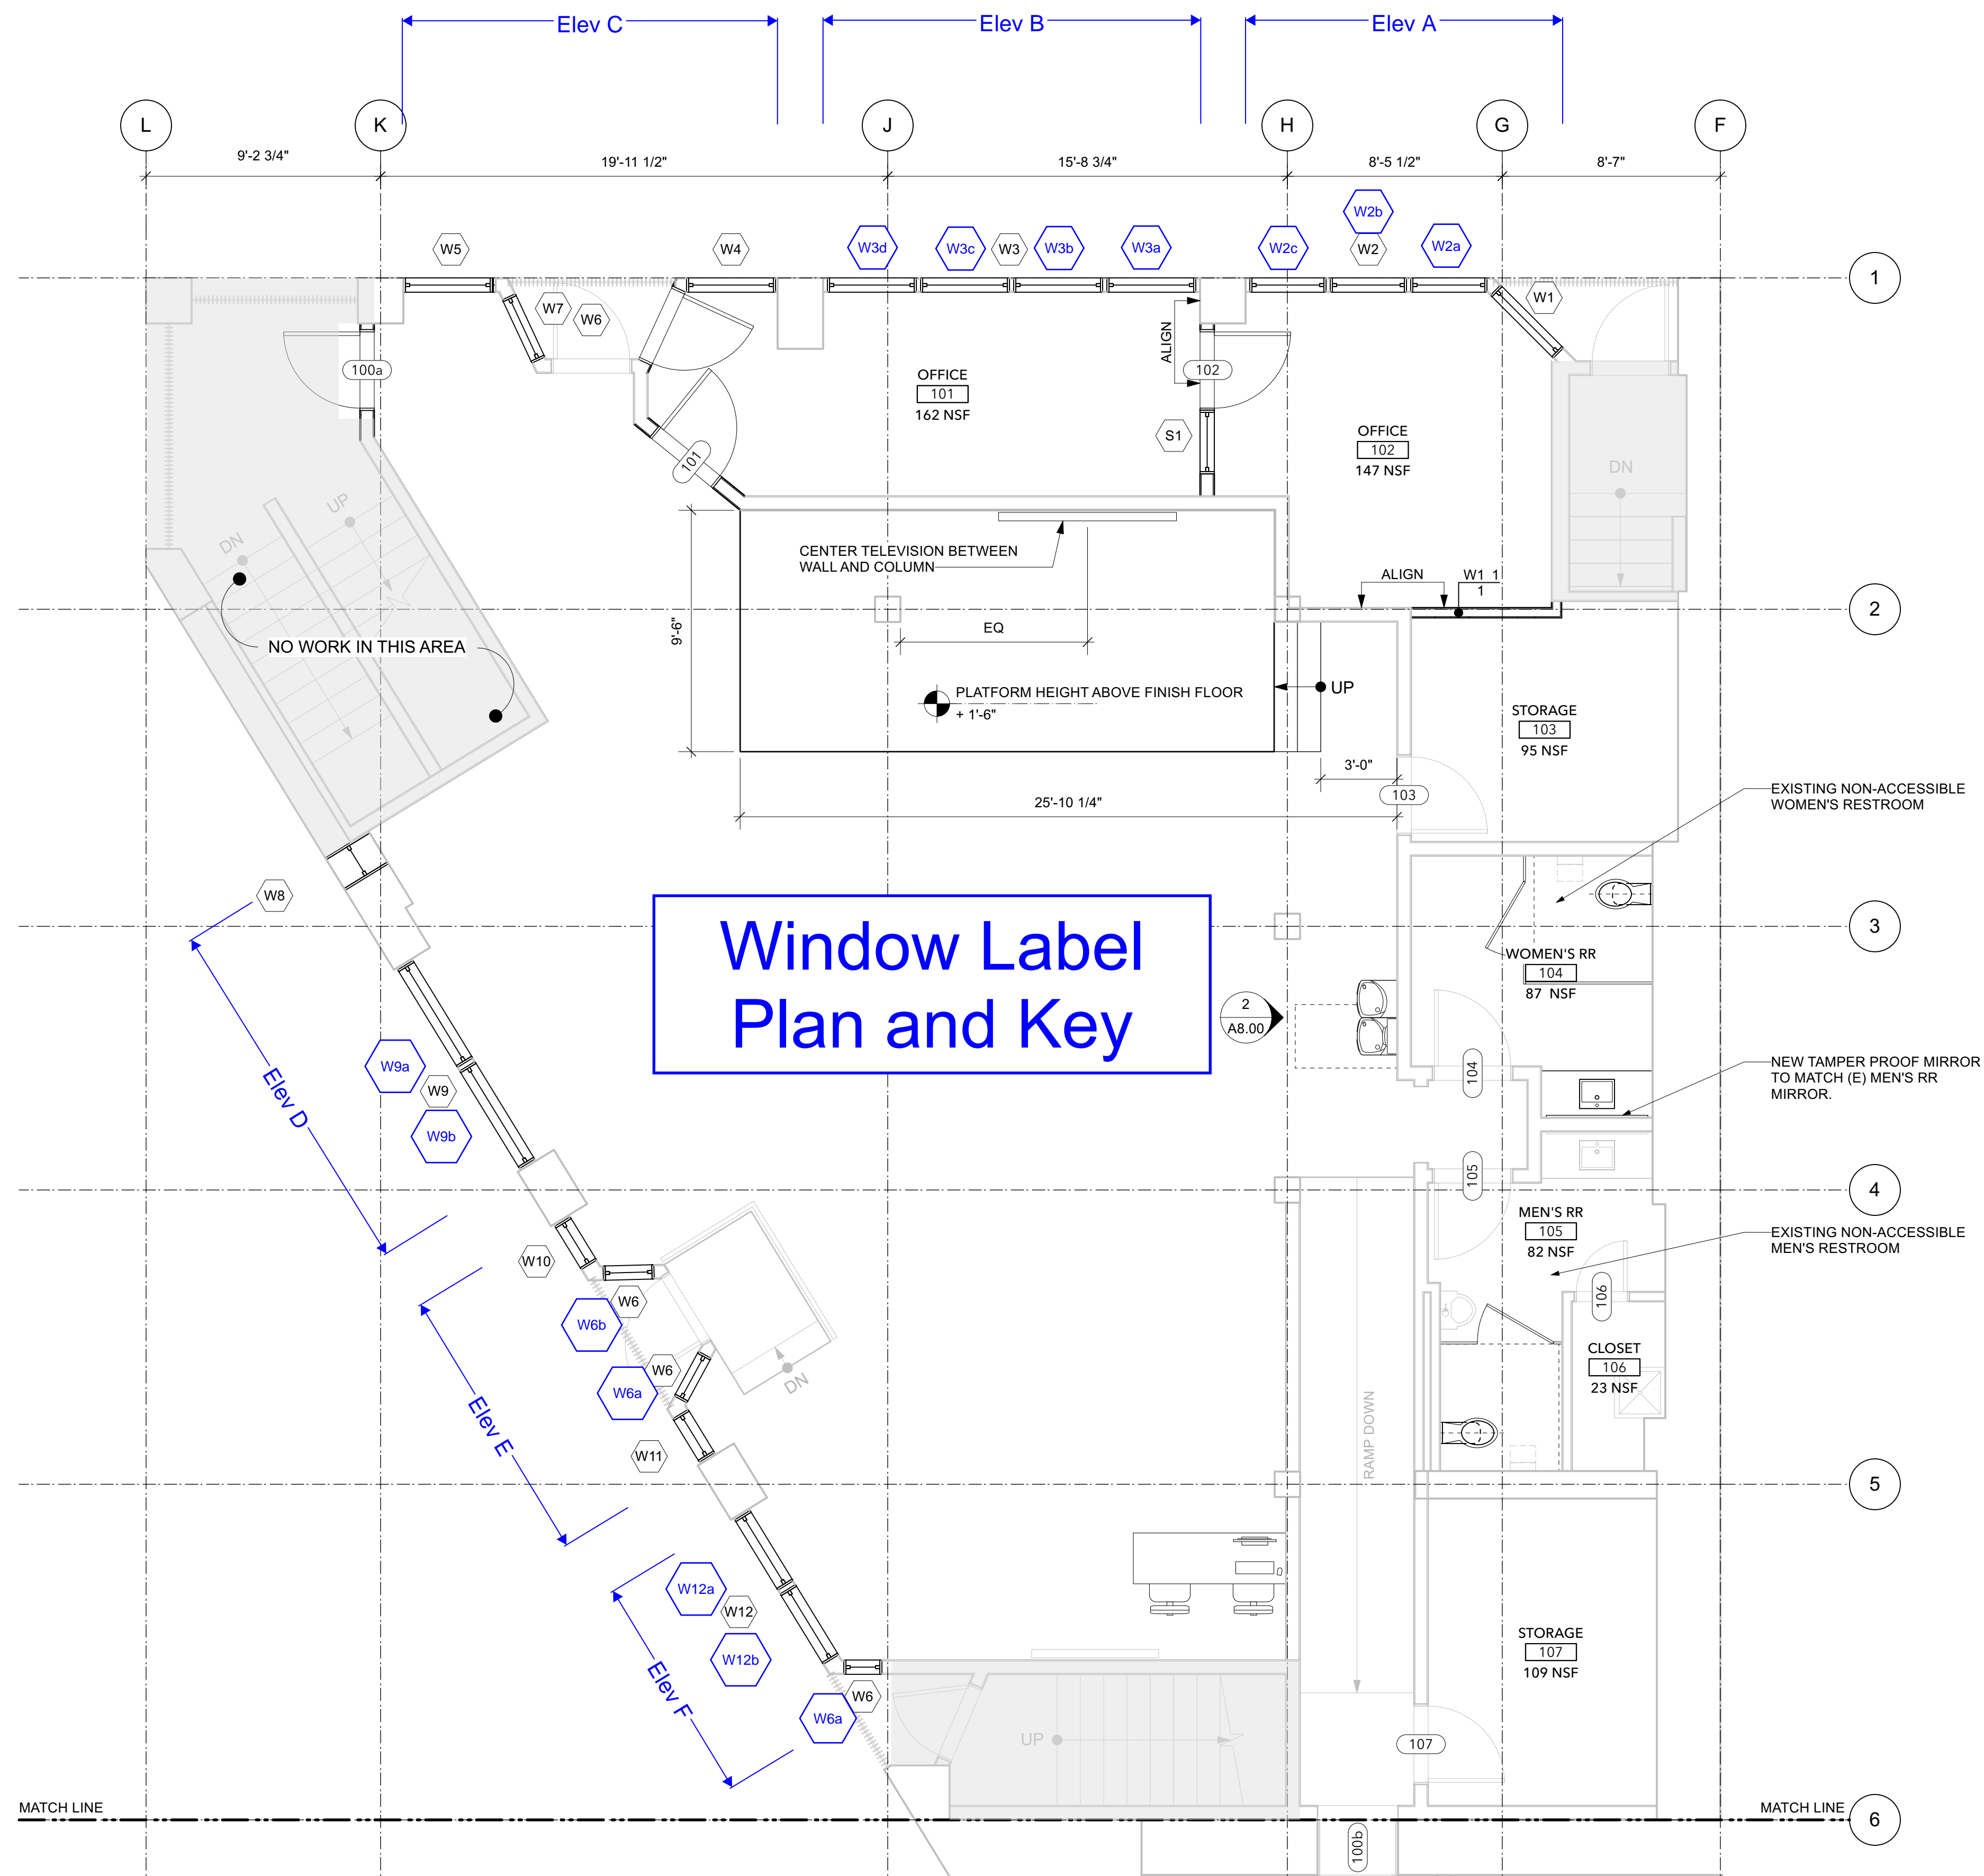 Elev C
Elev B
Elev A
L
K
J
H
G
F
9'-2 3/4"
19'-11 1/2"
15'-8 3/4"
8'-5 1/2"
8'-7"
W2b
W5
W4
W3d
W3c
W3
W3b
W3a
W2c
W2
W2a
1
W7
W6
W1
ALIGN
100a
102
OFFICE
101
162 NSF
S1
OFFICE
102
147 NSF
101
DN
UP
DN
CENTER TELEVISION BETWEEN
WALL AND COLUMN
ALIGN
W1 1
1
2
EQ
9'-6"
NO WORK IN THIS AREA
PLATFORM HEIGHT ABOVE FINISH FLOOR
+ 1'-6"
UP
STORAGE
103
95 NSF
3'-0"
103
25'-10 1/4"
EXISTING NON-ACCESSIBLE
WOMEN'S RESTROOM
W8
3
Window Label
Plan and Key
WOMEN'S RR
104
87 NSF
2
A8.00
Elev D
W9a
W9
W9b
104
NEW TAMPER PROOF MIRROR
TO MATCH (E) MEN'S RR
MIRROR.
105
4
MEN'S RR
105
82 NSF
EXISTING NON-ACCESSIBLE
MEN'S RESTROOM
W10
W6
W6b
106
CLOSET
106
23 NSF
W6
W6a
DN
Elev E
W11
RAMP DOWN
5
W12a
W12
W12b
Elev F
STORAGE
107
109 NSF
W6
W6a
UP
107
MATCH LINE
MATCH LINE
6
100b